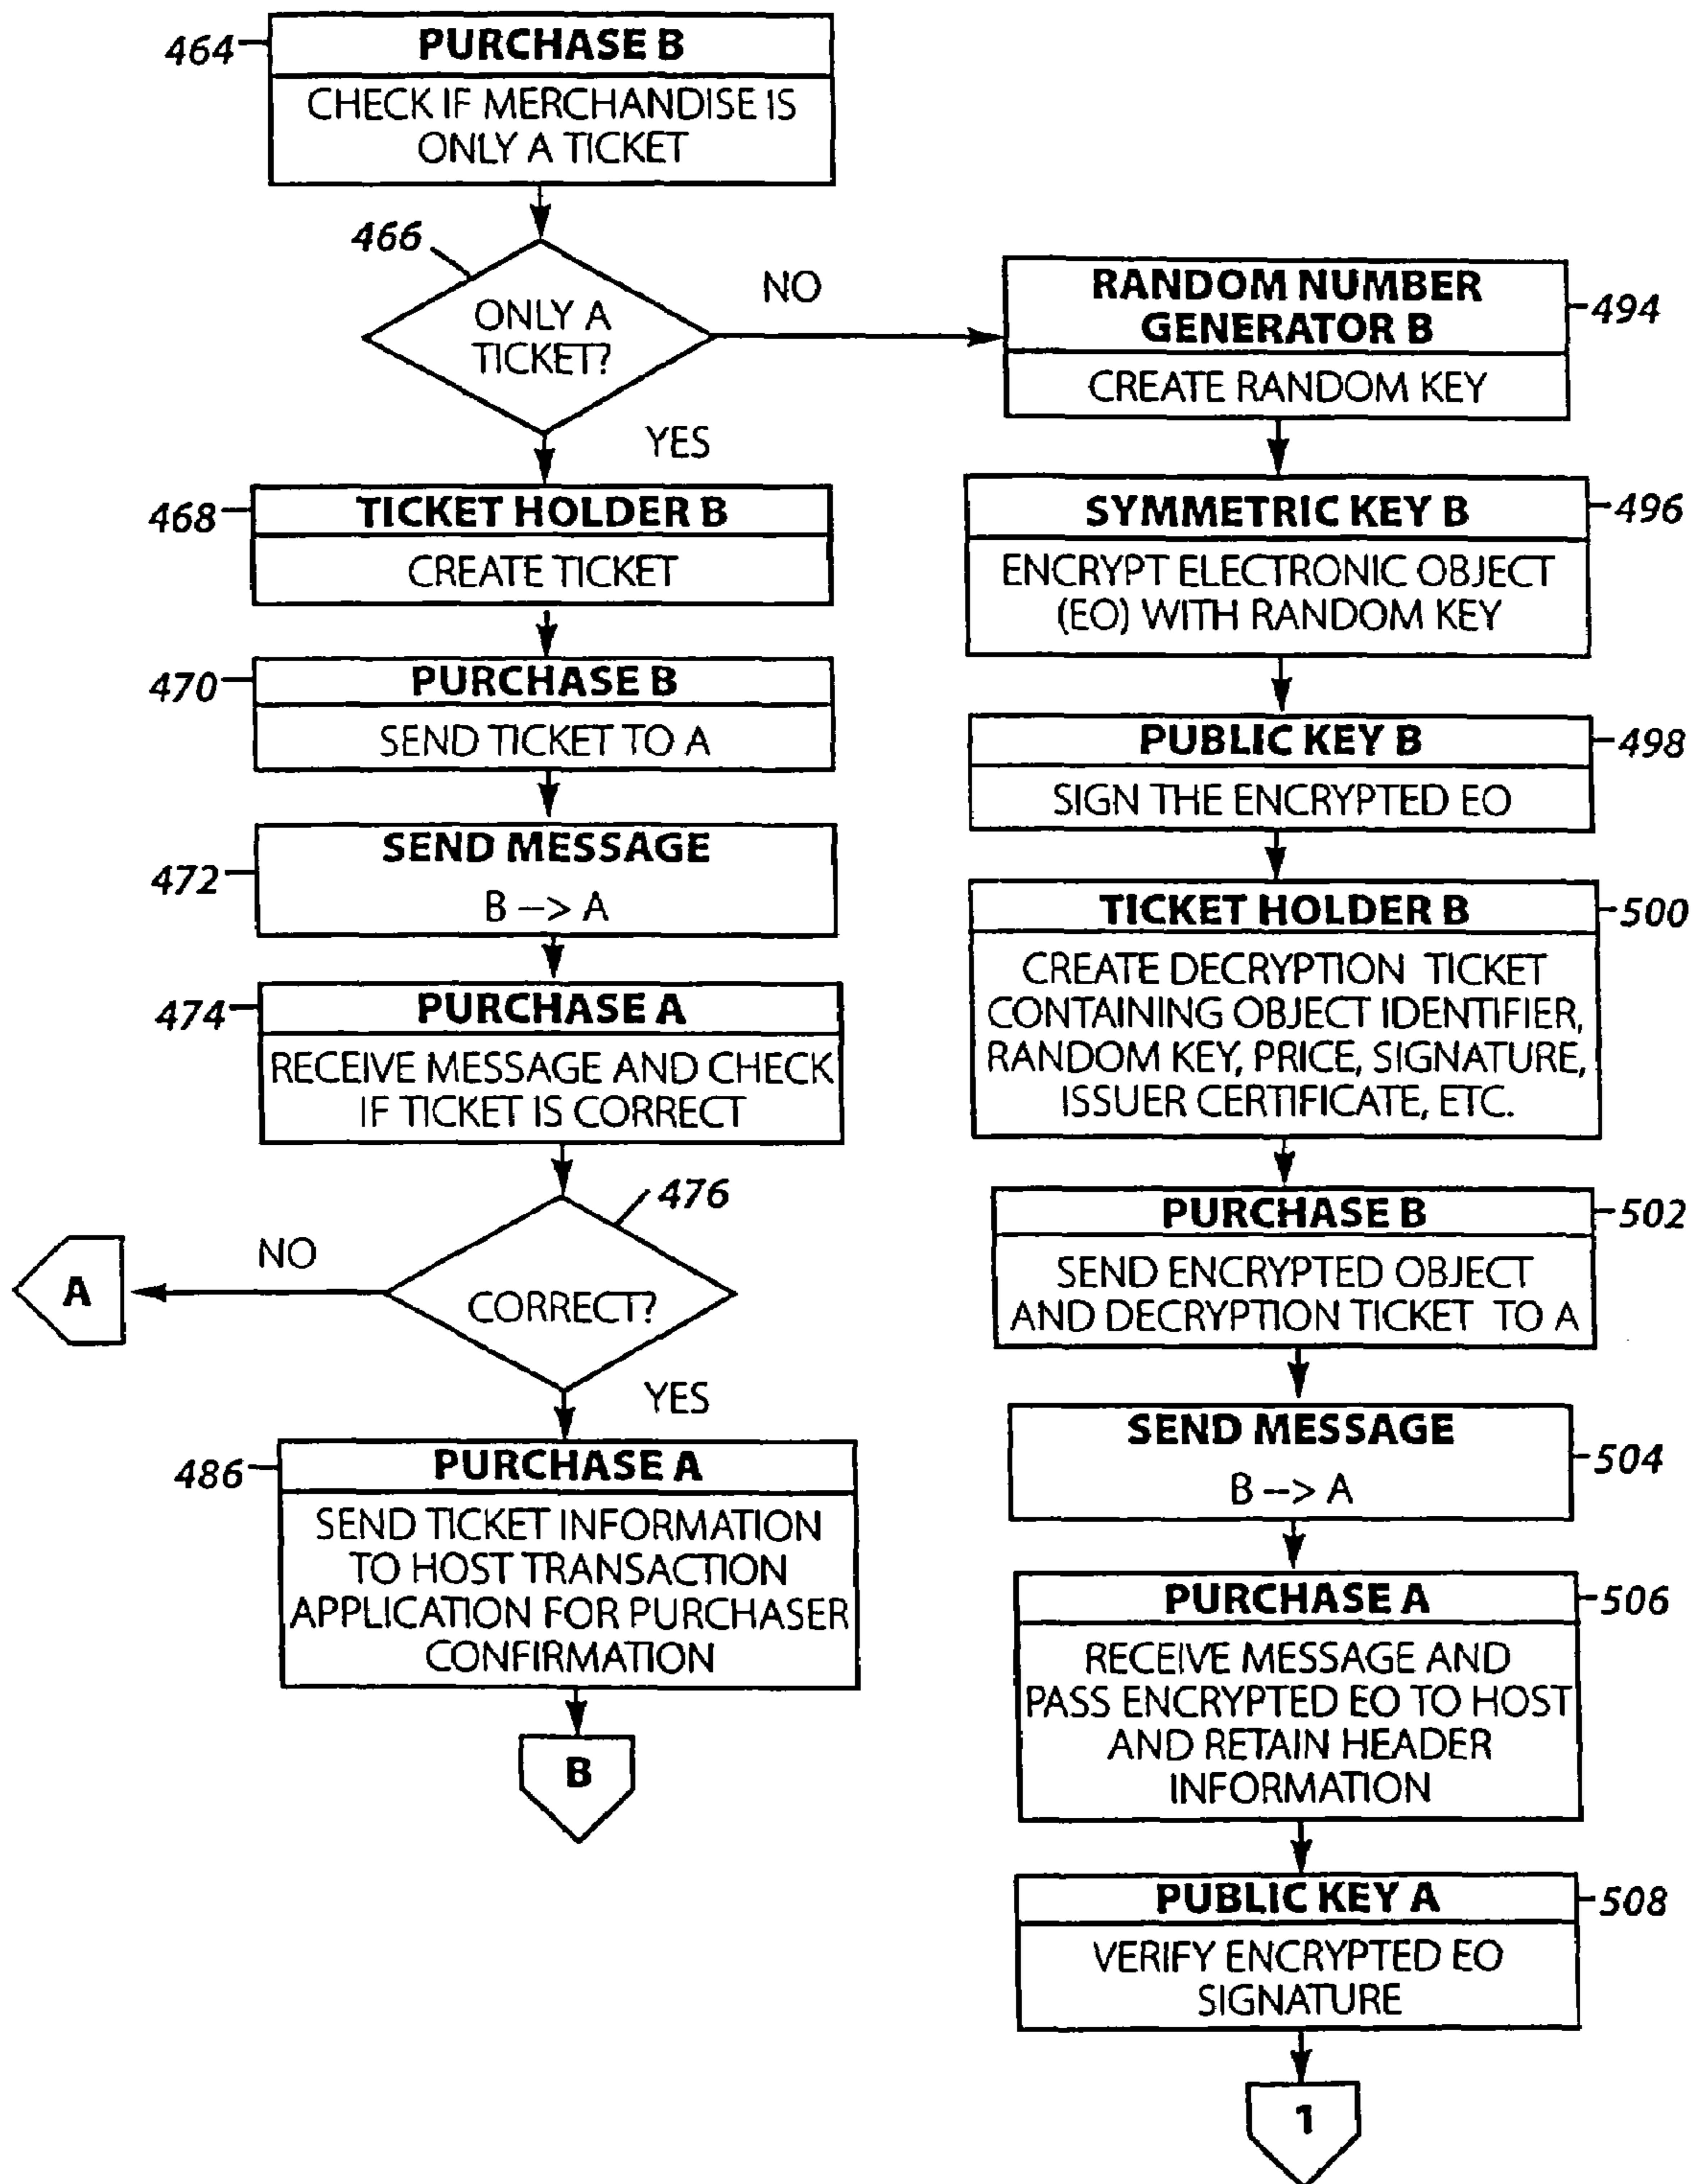 464
PURCHASE B
CHECK IF MERCHANDISE IS
ONLY A TICKET
466
ONLY A
TICKET?
NO
YES
468
TICKET HOLDER B
CREATE TICKET
470
PURCHASE B
SEND TICKET TO A
472
SEND MESSAGE
B --> A
474
PURCHASE A
RECEIVE MESSAGE AND CHECK
IF TICKET IS CORRECT
476
CORRECT?
NO
A
YES
486
PURCHASE A
SEND TICKET INFORMATION
TO HOST TRANSACTION
APPLICATION FOR PURCHASER
CONFIRMATION
B
RANDOM NUMBER
GENERATOR B
494
CREATE RANDOM KEY
SYMMETRIC KEY B
496
ENCRYPT ELECTRONIC OBJECT
(EO) WITH RANDOM KEY
PUBLIC KEY B
498
SIGN THE ENCRYPTED EO
TICKET HOLDER B
500
CREATE DECRYPTION TICKET
CONTAINING OBJECT IDENTIFIER,
RANDOM KEY, PRICE, SIGNATURE,
ISSUER CERTIFICATE, ETC.
PURCHASE B
502
SEND ENCRYPTED OBJECT
AND DECRYPTION TICKET TO A
SEND MESSAGE
504
B --> A
PURCHASE A
506
RECEIVE MESSAGE AND
PASS ENCRYPTED EO TO HOST
AND RETAIN HEADER
INFORMATION
PUBLIC KEY A
508
VERIFY ENCRYPTED EO
SIGNATURE
1